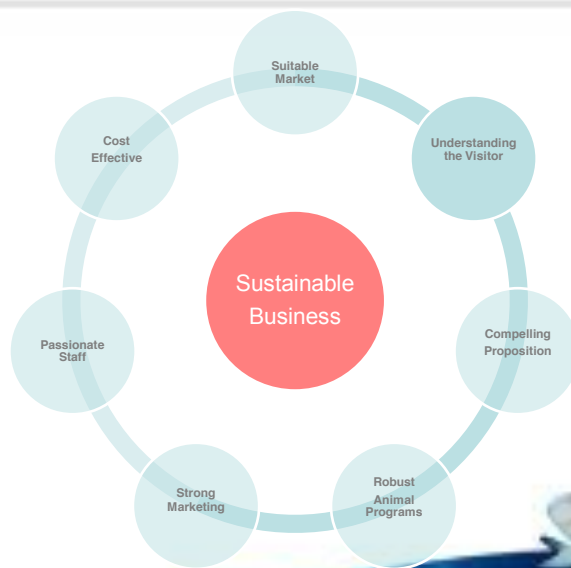 Suitable
Market
Cost
Effective
Understanding
the Visitor
Sustainable
Business
Compelling
Proposition
Passionate
Staff
Robust
Animal
Programs
Strong
Marketing